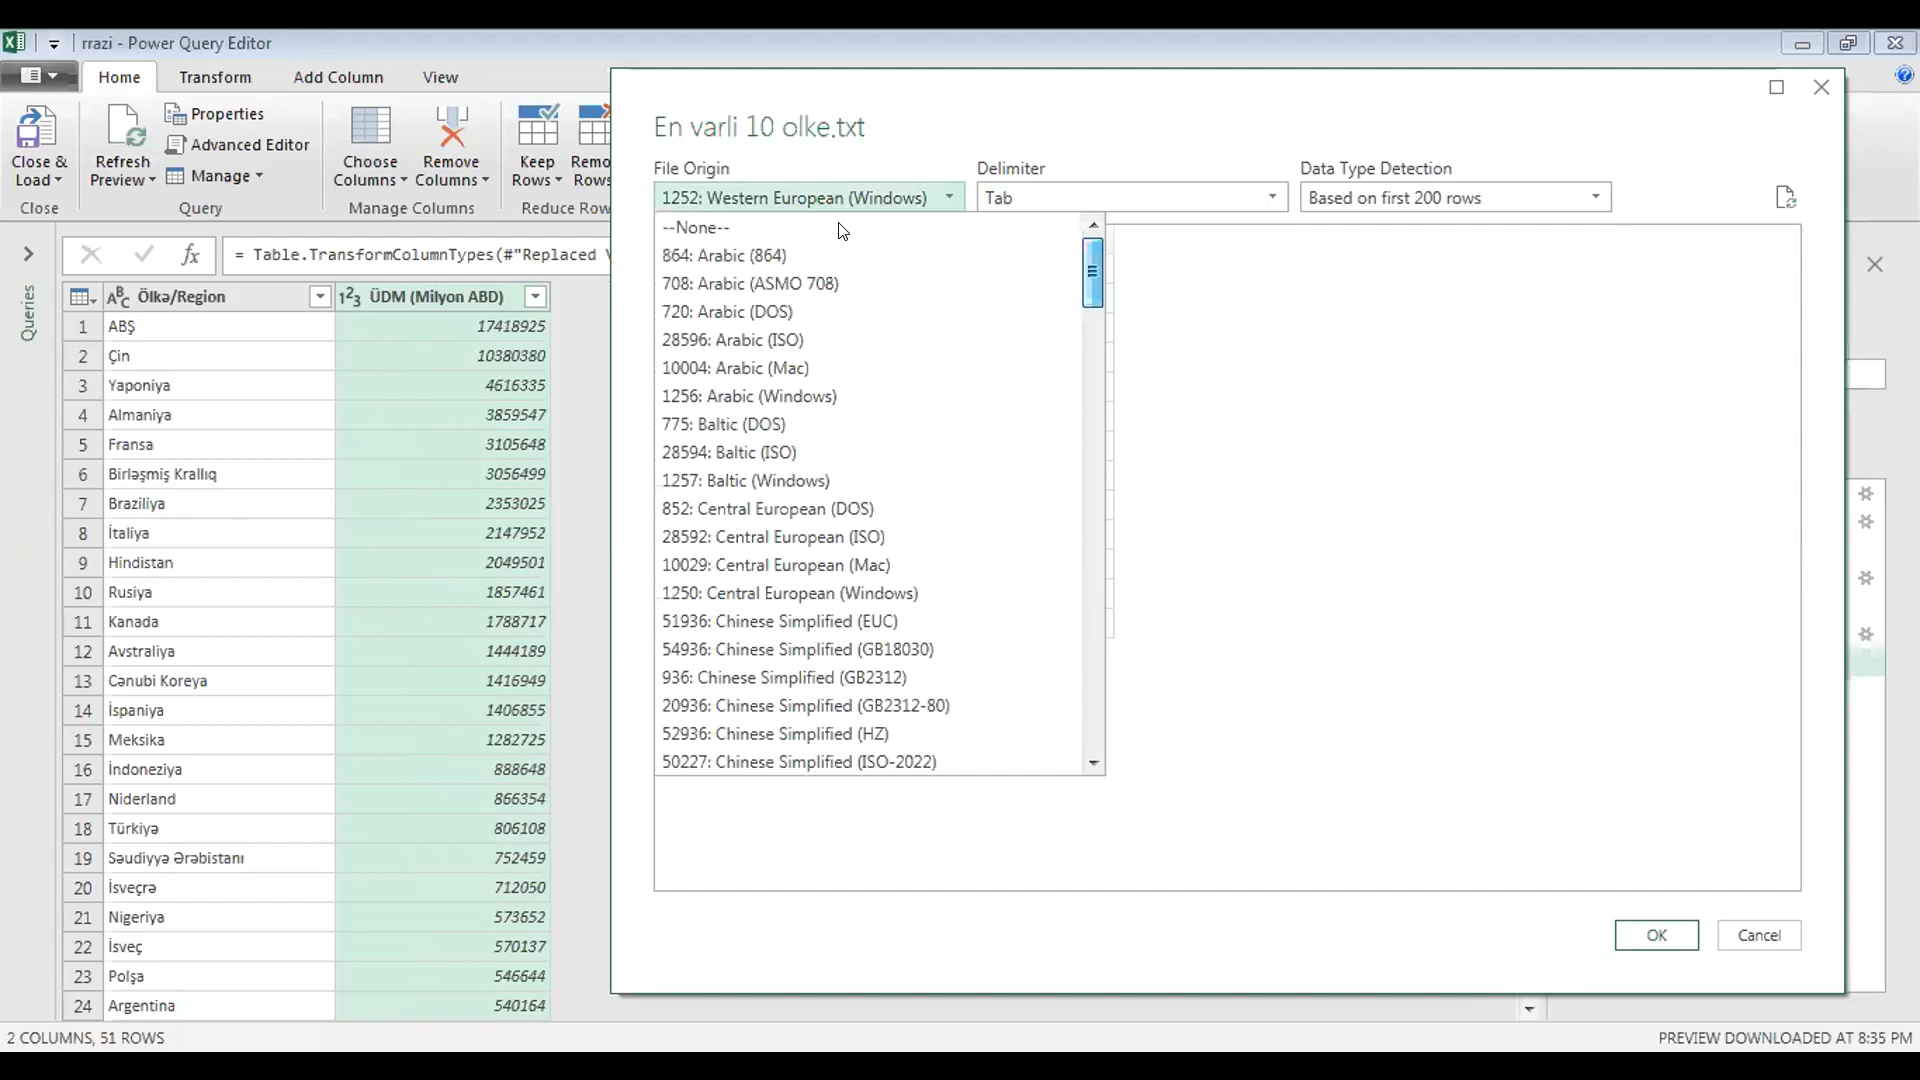 rrazi - Power Query Editor
Home
Transform
Add Column
View
Close & Load
Refresh Preview
Properties
Advanced Editor
Manage
Choose Columns
Remove Columns
Keep Rows
Remo
Rows
Close
Query
Manage Columns
Reduce Row
fx
= Table.TransformColumnTypes(#"Replaced V
Queries
ABC Ölkə/Region
123 ÜDM (Milyon ABD)
1 ABŞ 17418925
2 Çin 10380380
3 Yaponiya 4616335
4 Almaniya 3859547
5 Fransa 3105648
6 Birləşmiş Krallıq 3056499
7 Braziliya 2353025
8 İtaliya 2147952
9 Hindistan 2049501
10 Rusiya 1857461
11 Kanada 1788717
12 Avstraliya 1444189
13 Cənubi Koreya 1416949
14 İspaniya 1406855
15 Meksika 1282725
16 İndoneziya 888648
17 Niderland 866354
18 Türkiyə 806108
19 Səudiyyə Ərəbistanı 752459
20 İsveçrə 712050
21 Nigeriya 573652
22 İsveç 570137
23 Polşa 546644
24 Argentina 540164
En varli 10 olke.txt
File Origin
Delimiter
Data Type Detection
1252: Western European (Windows)
Tab
Based on first 200 rows
--None--
864: Arabic (864)
708: Arabic (ASMO 708)
720: Arabic (DOS)
28596: Arabic (ISO)
10004: Arabic (Mac)
1256: Arabic (Windows)
775: Baltic (DOS)
28594: Baltic (ISO)
1257: Baltic (Windows)
852: Central European (DOS)
28592: Central European (ISO)
10029: Central European (Mac)
1250: Central European (Windows)
51936: Chinese Simplified (EUC)
54936: Chinese Simplified (GB18030)
936: Chinese Simplified (GB2312)
20936: Chinese Simplified (GB2312-80)
52936: Chinese Simplified (HZ)
50227: Chinese Simplified (ISO-2022)
OK
Cancel
2 COLUMNS, 51 ROWS
PREVIEW DOWNLOADED AT 8:35 PM